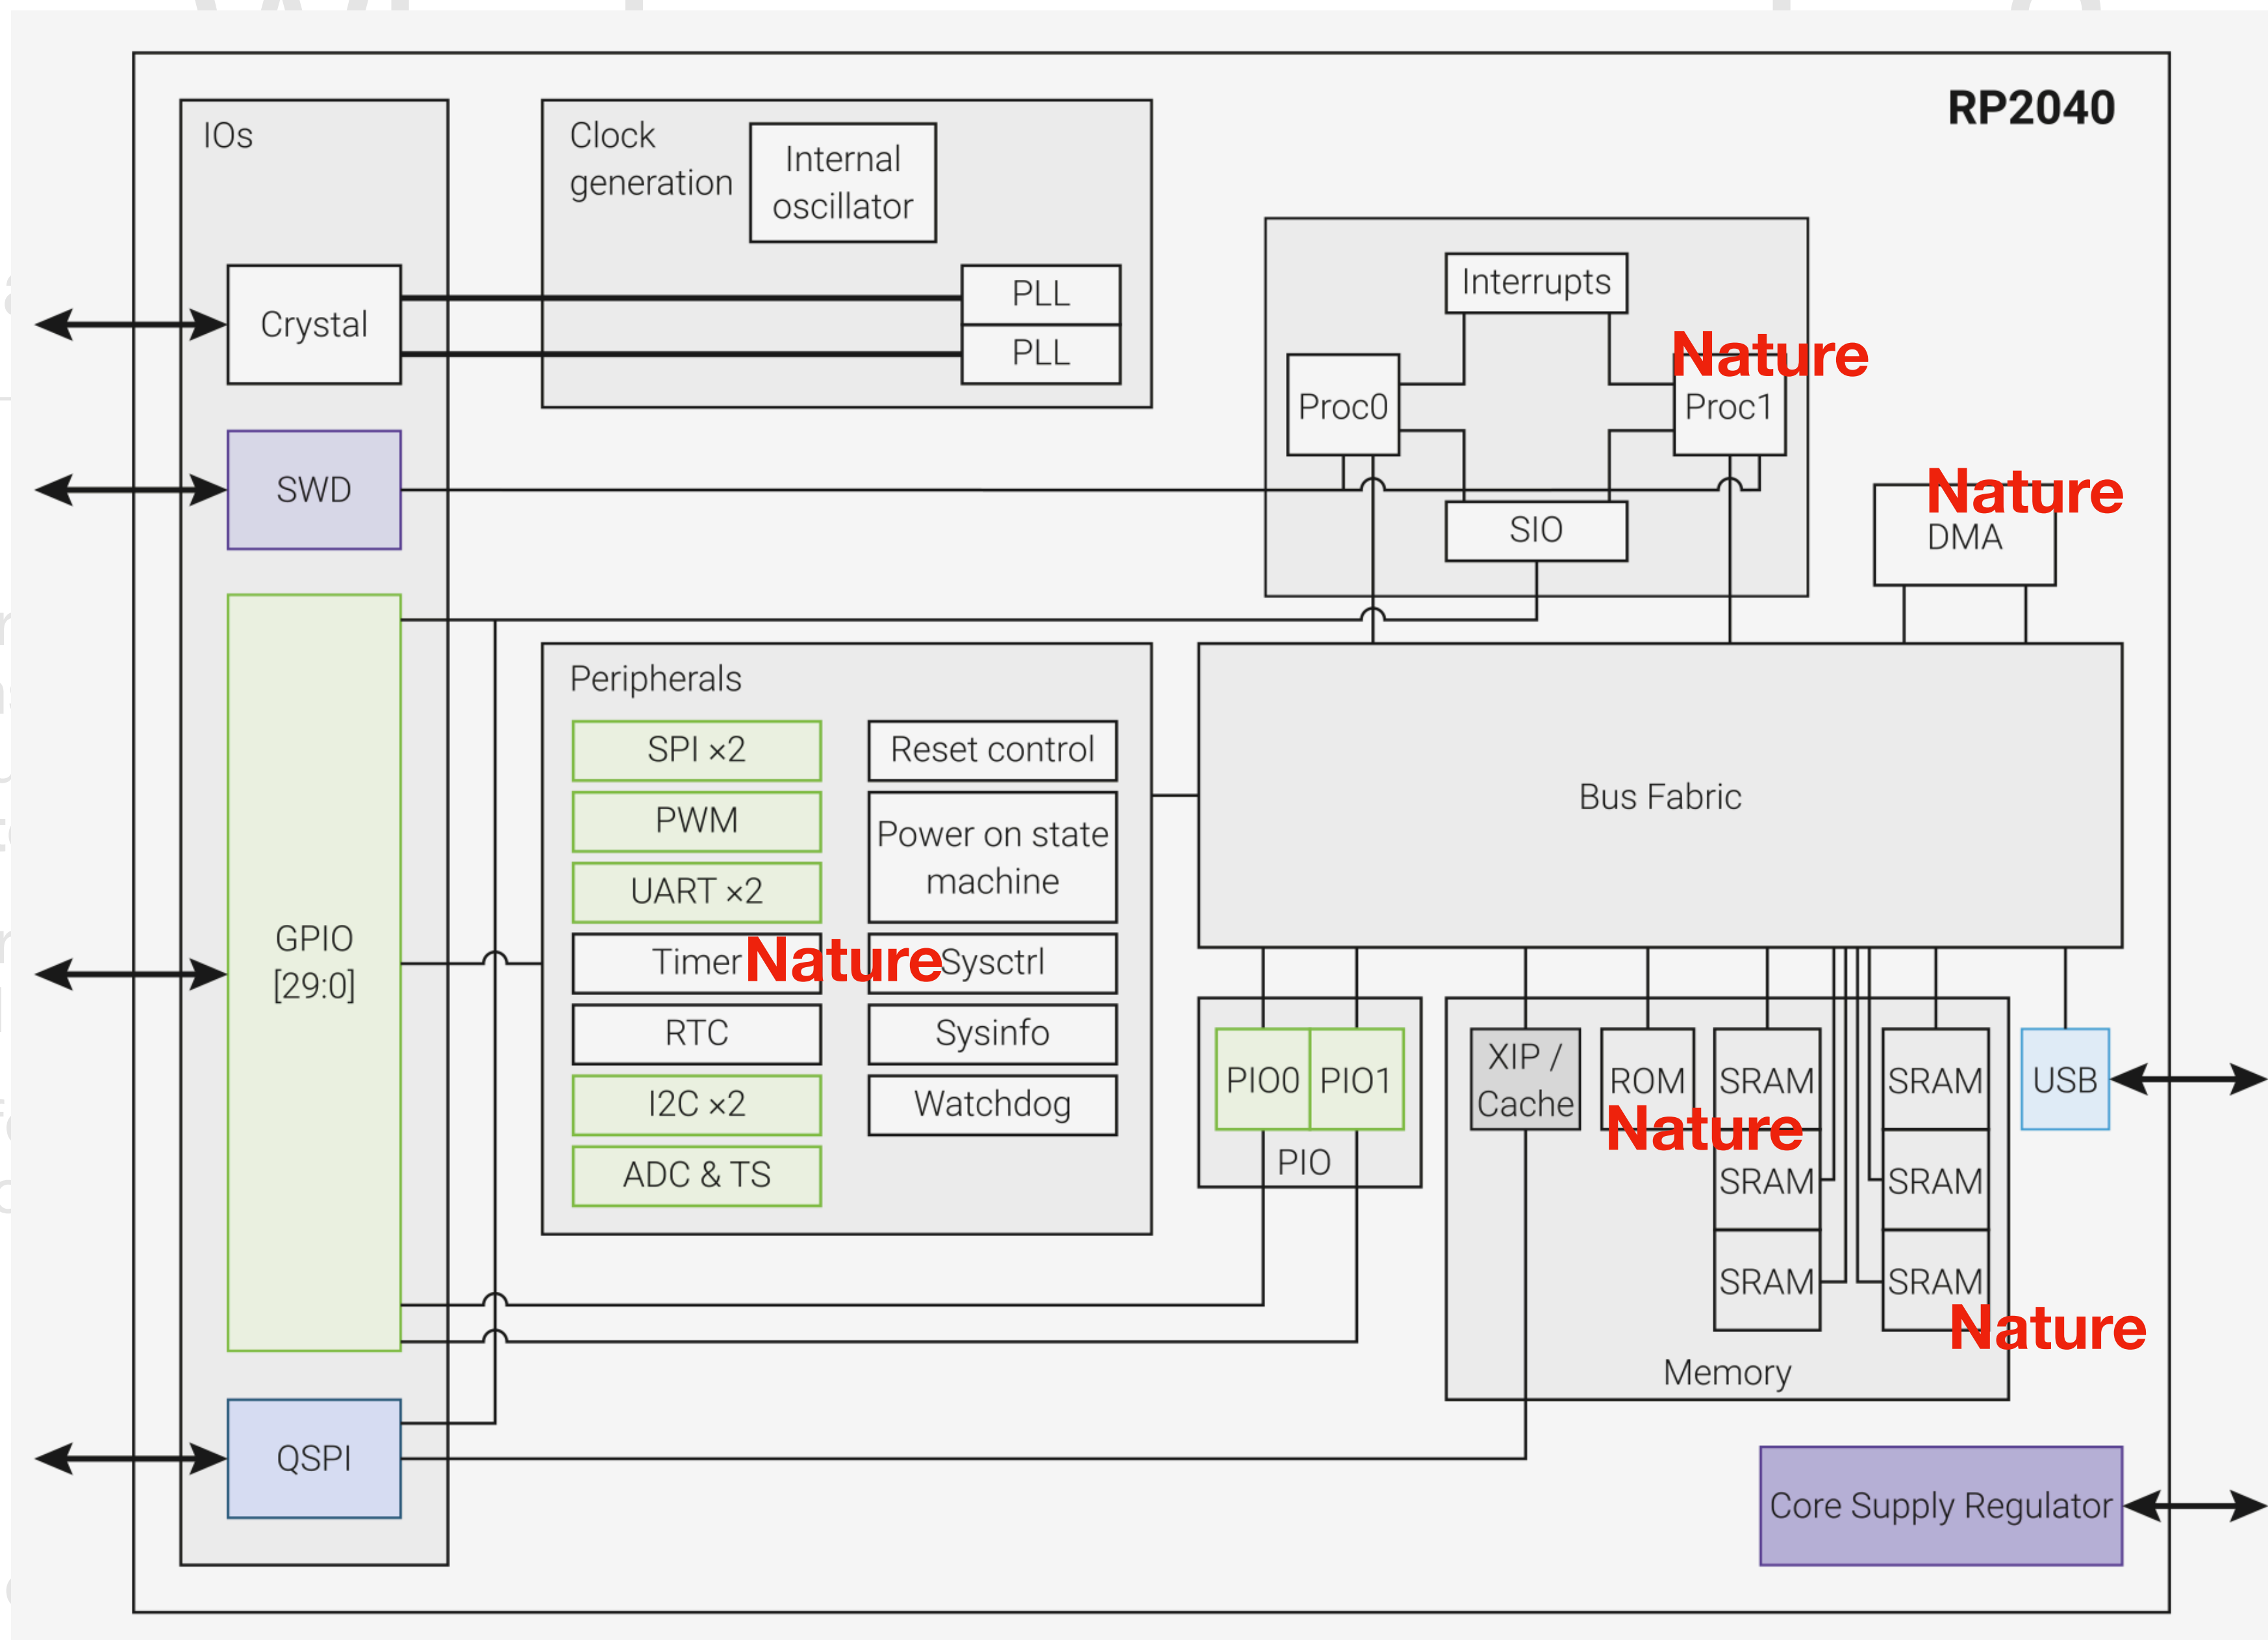 RP2040
IOs
Clock
generation
Internal
oscillator
Crystal
PLL
PLL
Interrupts
Nature
Proc0
Proc1
SWD
Nature
SIO
DMA
Peripherals
SPI ×2
Reset control
PWM
Power on state
machine
UART ×2
Bus Fabric
GPIO
[29:0]
Timer
Nature
Sysctrl
RTC
Sysinfo
I2C ×2
Watchdog
ADC & TS
PIO0
PIO1
PIO
XIP /
Cache
ROM
SRAM
SRAM
USB
Nature
SRAM
SRAM
SRAM
SRAM
Nature
Memory
QSPI
Core Supply Regulator